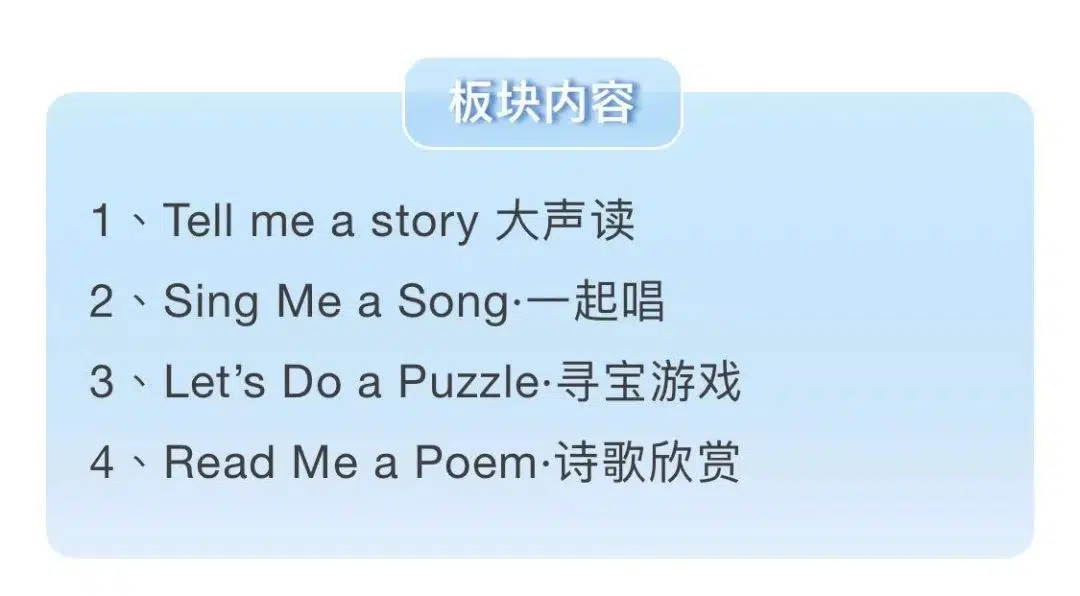 板块内容
1、Tell me a story 大声读
2、Sing Me a Song·一起唱
3、Let’s Do a Puzzle·寻宝游戏
4、Read Me a Poem·诗歌欣赏